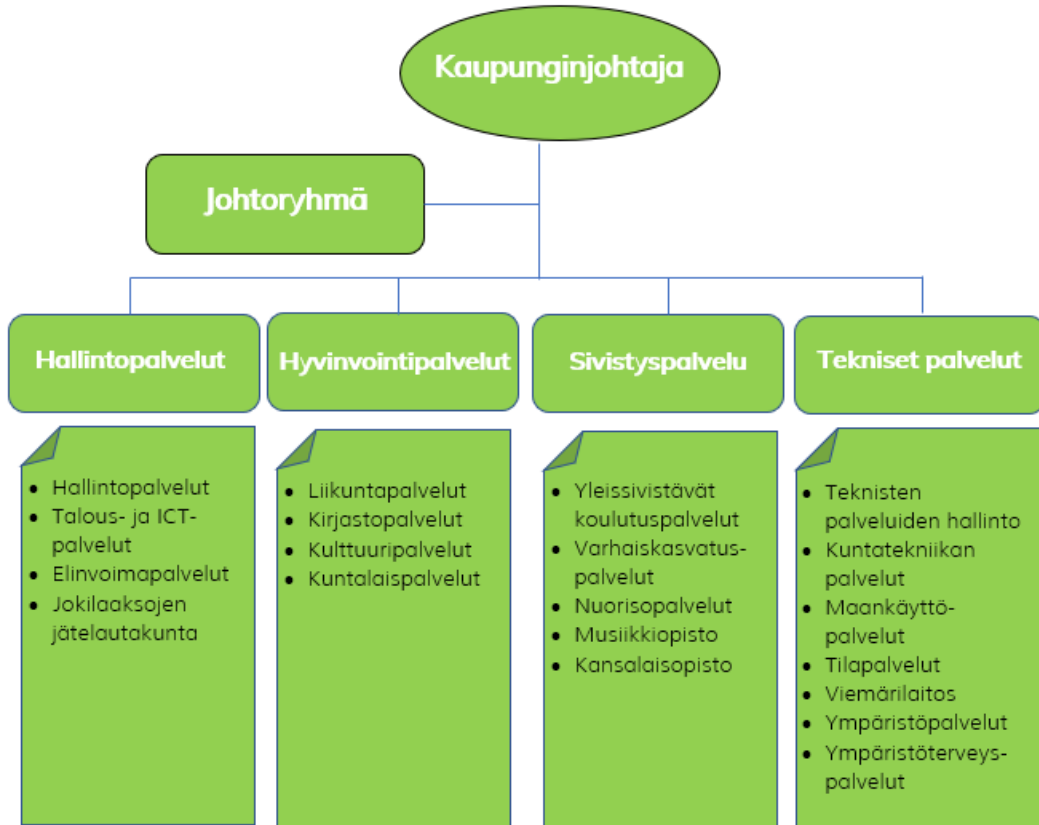 Kaupunginjohtaja
Johtoryhmä
Hallintopalvelut
Hyvinvointipalvelut
Sivistyspalvelu
Tekniset palvelut
• Hallintopalvelut
• Talous- ja ICT-
palvelut
• Elinvoimapalvelut
• Jokilaaksojen
jätelautakunta
• Liikuntapalvelut
• Kirjastopalvelut
• Kulttuuripalvelut
• Kuntalaispalvelut
• Yleissivistävät
koulutuspalvelut
• Varhaiskasvatus-
palvelut
• Nuorisopalvelut
• Musiikkiopisto
• Kansalaisopisto
• Teknisten
palveluiden hallinto
• Kuntatekniikan
palvelut
• Maankäyttö-
palvelut
• Tilapalvelut
• Viemärilaitos
• Ympäristöpalvelut
• Ympäristöterveys-
palvelut